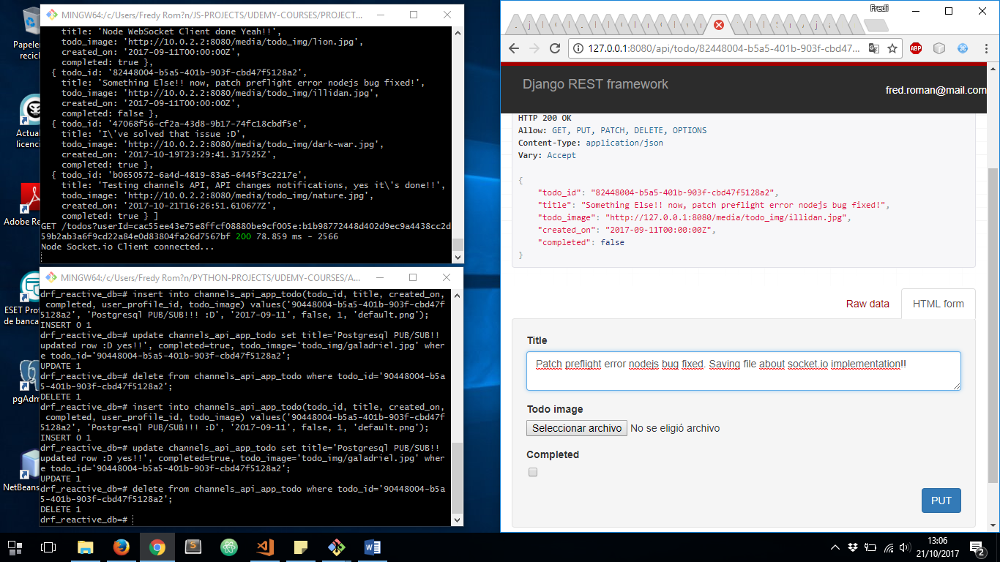 Papelera
recicl
Actual
licenci
Adobe Re
ESET Pro
de banca
pgAdm
NetBeans
MINGW64:/c/Users/Fredy Rom?n/JS-PROJECTS/UDEMY-COURSES/PROJECT...
title: 'Node WebSocket Client done Yeah!!',
todo_image: 'http://10.0.2.2:8080/media/todo_img/lion.jpg',
created_on: '2017-09-11T00:00:00Z',
completed: true },
{ todo_id: '82448004-b5a5-401b-903f-cbd47f5128a2',
title: 'Something Else!! now, patch preflight error nodejs bug fixed!',
todo_image: 'http://10.0.2.2:8080/media/todo_img/illidan.jpg',
created_on: '2017-09-11T00:00:00Z',
completed: false },
{ todo_id: '47068f56-cf2a-43d8-9b17-74fc18cbdf5e',
title: 'I\'ve solved that issue :D',
todo_image: 'http://10.0.2.2:8080/media/todo_img/dark-war.jpg',
created_on: '2017-10-19T23:29:41.317525Z',
completed: true },
{ todo_id: 'b0650572-6a4d-4819-83a5-6445f3c2217e',
title: 'Testing channels API, API changes notifications, yes it\'s done!!',
todo_image: 'http://10.0.2.2:8080/media/todo_img/nature.jpg',
created_on: '2017-10-21T16:26:51.610677Z',
completed: true } ]
GET /todos?userId=cac55ee43e75e8ffcf08880be9cf005e:b1b98772448d402d9ec9a4438cc2d
59b2ab3a6f9cd22a84e0d83804fa26d7567bf 200 78.859 ms - 2566
Node Socket.io Client connected...
MINGW64:/c/Users/Fredy Rom?n/PYTHON-PROJECTS/UDEMY-COURSES/A...
drf_reactive_db=# insert into channels_api_app_todo(todo_id, title, created_on,
completed, user_profile_id, todo_image) values('90448004-b5a5-401b-903f-cbd47f
5128a2', 'Postgresql PUB/SUB!!! :D', '2017-09-11', false, 1, 'default.png');
INSERT 0 1
drf_reactive_db=# update channels_api_app_todo set title='Postgresql PUB/SUB!!
updated row :D yes!!', completed=true, todo_image='todo_img/galadriel.jpg' wher
e todo_id='90448004-b5a5-401b-903f-cbd47f5128a2';
UPDATE 1
drf_reactive_db=# delete from channels_api_app_todo where todo_id='90448004-b5a
5-401b-903f-cbd47f5128a2';
DELETE 1
drf_reactive_db=# insert into channels_api_app_todo(todo_id, title, created_on,
completed, user_profile_id, todo_image) values('90448004-b5a5-401b-903f-cbd47f
5128a2', 'Postgresql PUB/SUB!!! :D', '2017-09-11', false, 1, 'default.png');
INSERT 0 1
drf_reactive_db=# update channels_api_app_todo set title='Postgresql PUB/SUB!!
updated row :D yes!!', completed=true, todo_image='todo_img/galadriel.jpg' wher
e todo_id='90448004-b5a5-401b-903f-cbd47f5128a2';
UPDATE 1
drf_reactive_db=# delete from channels_api_app_todo where todo_id='90448004-b5a
5-401b-903f-cbd47f5128a2';
DELETE 1
drf_reactive_db=#
Fredi
127.0.0.1:8080/api/todo/82448004-b5a5-401b-903f-cbd47...
ABP
Django REST framework
fred.roman@mail.com
HTTP 200 OK
Allow: GET, PUT, PATCH, DELETE, OPTIONS
Content-Type: application/json
Vary: Accept
{
"todo_id": "82448004-b5a5-401b-903f-cbd47f5128a2",
"title": "Something Else!! now, patch preflight error nodejs bug fixed!",
"todo_image": "http://127.0.0.1:8080/media/todo_img/illidan.jpg",
"created_on": "2017-09-11T00:00:00Z",
"completed": false
}
Raw data HTML form
Title
Patch preflight error nodejs bug fixed. Saving file about socket.io implementation!!
Todo image
Seleccionar archivo No se eligió archivo
Completed
PUT
13:06
21/10/2017
2